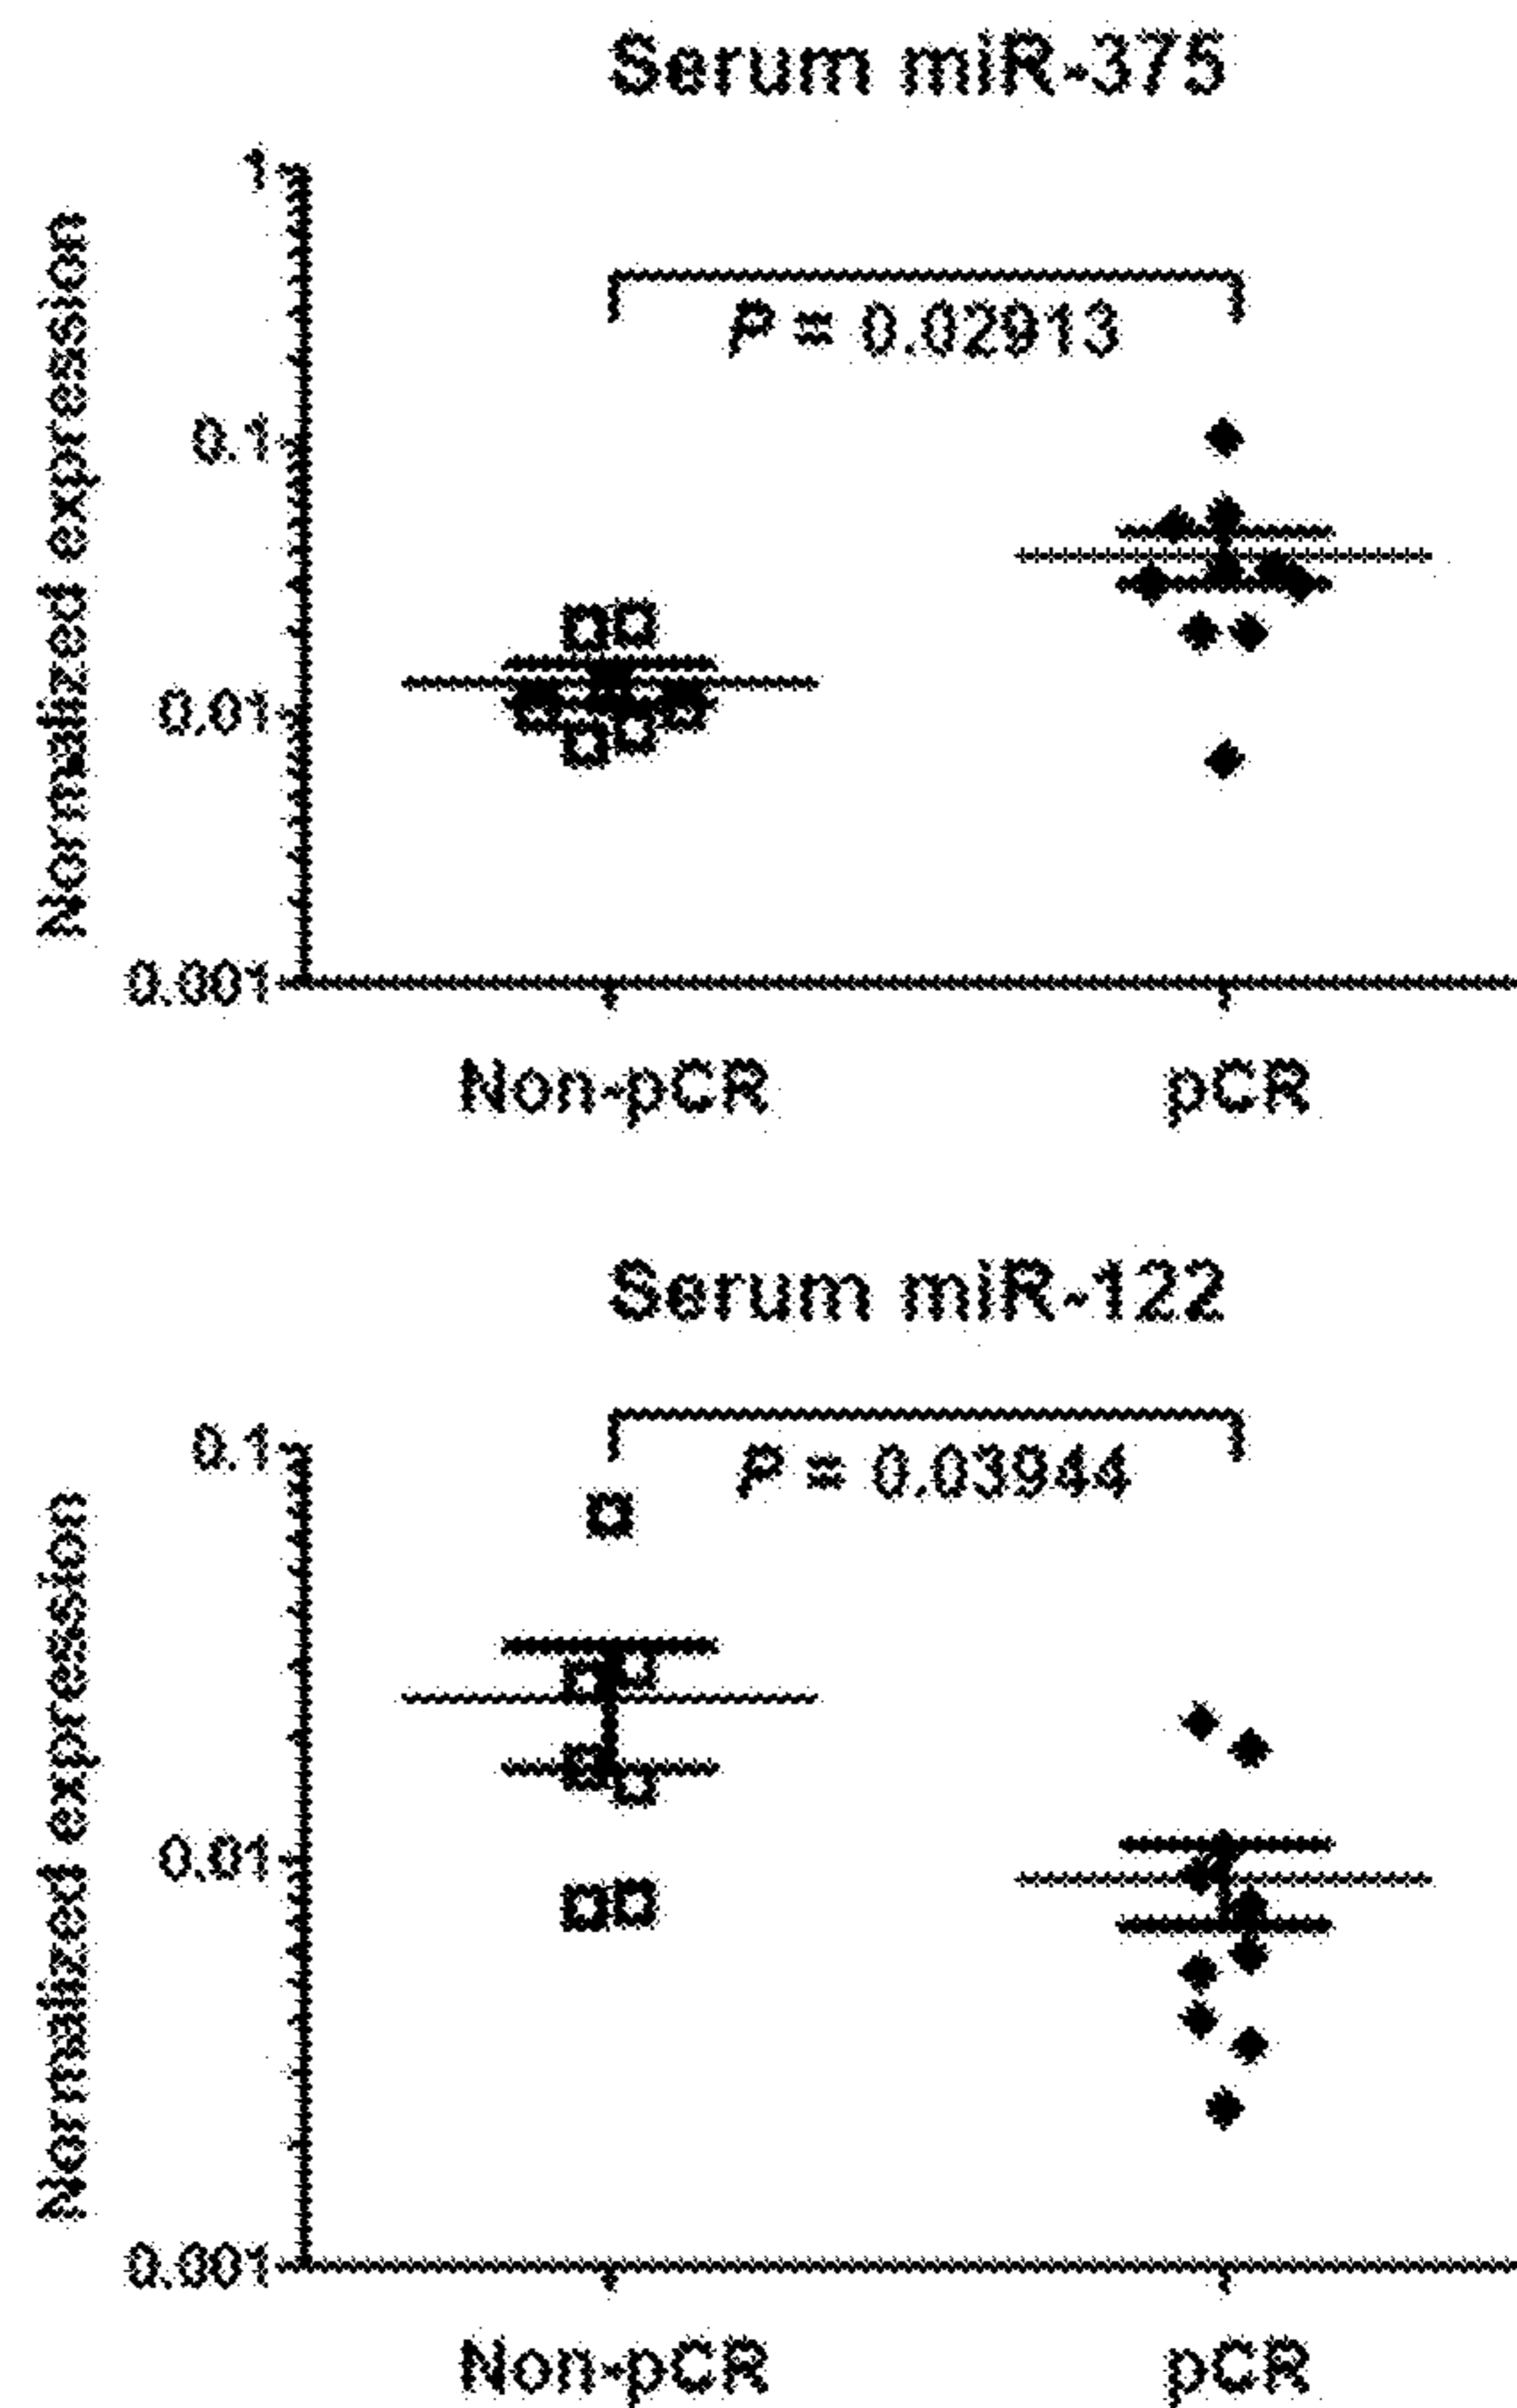 Serum miR-375
Normalized expression
1
P = 0.02913
0.1
0.01
0.001
Non-pCR pCR
Serum miR-122
Normalized expression
0.1
P = 0.03944
0.01
0.001
Non-pCR pCR